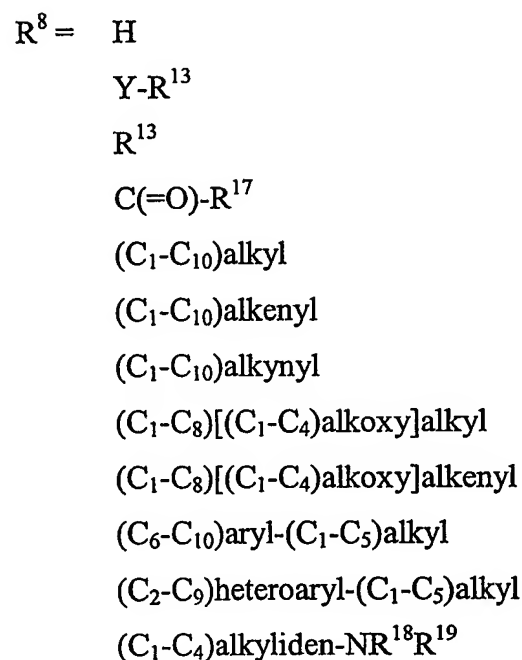 R⁸ = H
Y-R¹³
R¹³
C(=O)-R¹⁷
(C₁-C₁₀)alkyl
(C₁-C₁₀)alkenyl
(C₁-C₁₀)alkynyl
(C₁-C₈)[(C₁-C₄)alkoxy]alkyl
(C₁-C₈)[(C₁-C₄)alkoxy]alkenyl
(C₆-C₁₀)aryl-(C₁-C₅)alkyl
(C₂-C₉)heteroaryl-(C₁-C₅)alkyl
(C₁-C₄)alkyliden-NR¹⁸R¹⁹